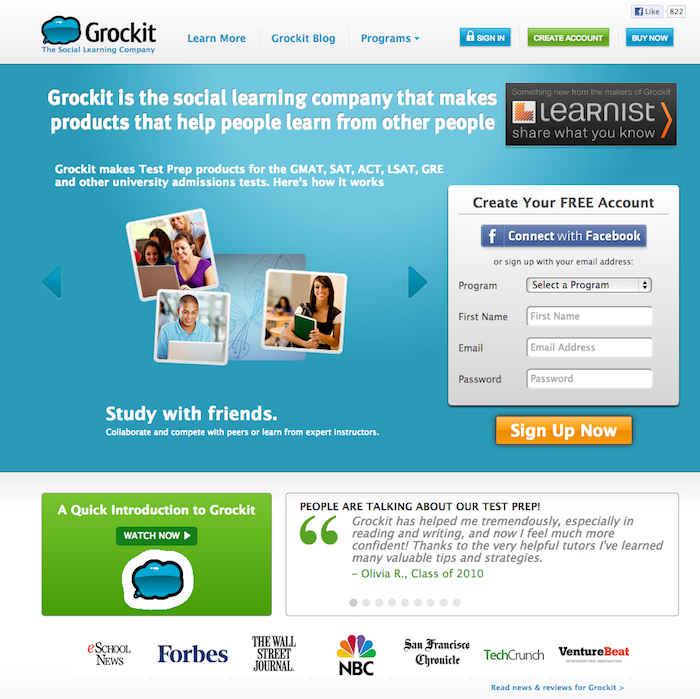 Like
822
Grockit
The Social Learning Company
Learn More
Grockit Blog
Programs
SIGN IN
CREATE ACCOUNT
BUY NOW
Grockit is the social learning company that makes
products that help people learn from other people
Something new from the makers of Grockit
LEARNIST
share what you know
Grockit makes Test Prep products for the GMAT, SAT, ACT, LSAT, GRE
and other university admissions tests. Here's how it works
Study with friends.
Collaborate and compete with peers or learn from expert instructors.
Create Your FREE Account
f Connect with Facebook
or sign up with your email address:
Program Select a Program
First Name First Name
Email Email Address
Password Password
Sign Up Now
A Quick Introduction to Grockit
WATCH NOW
PEOPLE ARE TALKING ABOUT OUR TEST PREP!
“ Grockit has helped me tremendously, especially in
reading and writing, and now I feel much more
confident! Thanks to the very helpful tutors I've learned
many valuable tips and strategies.
– Olivia R., Class of 2010
eSCHOOL
NEWS
Forbes
THE WALL
STREET
JOURNAL.
NBC
San Francisco
Chronicle
TechCrunch
VentureBeat
INTERPRETING INNOVATION
Read news & reviews for Grockit >